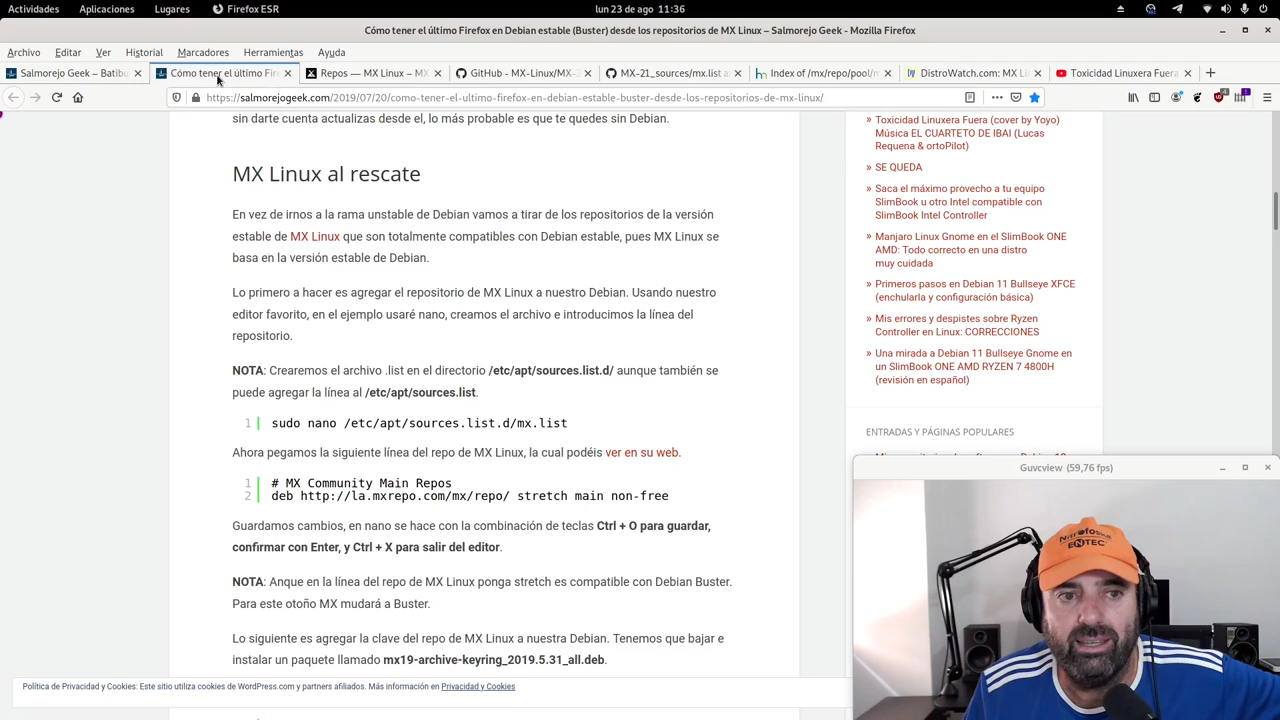 Actividades Aplicaciones Lugares Firefox ESR lun 23 de ago 11:36
Cómo tener el último Firefox en Debian estable (Buster) desde los repositorios de MX Linux – Salmorejo Geek - Mozilla Firefox
Archivo Editar Ver Historial Marcadores Herramientas Ayuda
Salmorejo Geek – Batibu Cómo tener el último Fire Repos — MX Linux – MX GitHub - MX-Linux/MX-2 MX-21_sources/mx.list a Index of /mx/repo/pool/m DistroWatch.com: MX Li Toxicidad Linuxera Fuera
https://salmorejogeek.com/2019/07/20/como-tener-el-ultimo-firefox-en-debian-estable-buster-desde-los-repositorios-de-mx-linux/
sin darte cuenta actualizas desde el, lo más probable es que te quedes sin Debian.
MX Linux al rescate
En vez de irnos a la rama unstable de Debian vamos a tirar de los repositorios de la versión
estable de MX Linux que son totalmente compatibles con Debian estable, pues MX Linux se
basa en la versión estable de Debian.
Lo primero a hacer es agregar el repositorio de MX Linux a nuestro Debian. Usando nuestro
editor favorito, en el ejemplo usaré nano, creamos el archivo e introducimos la línea del
repositorio.
NOTA: Crearemos el archivo .list en el directorio /etc/apt/sources.list.d/ aunque también se
puede agregar la línea al /etc/apt/sources.list.
1 sudo nano /etc/apt/sources.list.d/mx.list
Ahora pegamos la siguiente línea del repo de MX Linux, la cual podéis ver en su web.
1 # MX Community Main Repos
2 deb http://la.mxrepo.com/mx/repo/ stretch main non-free
Guardamos cambios, en nano se hace con la combinación de teclas Ctrl + O para guardar,
confirmar con Enter, y Ctrl + X para salir del editor.
NOTA: Anque en la línea del repo de MX Linux ponga stretch es compatible con Debian Buster.
Para este otoño MX mudará a Buster.
Lo siguiente es agregar la clave del repo de MX Linux a nuestra Debian. Tenemos que bajar e
instalar un paquete llamado mx19-archive-keyring_2019.5.31_all.deb.
Política de Privacidad y Cookies: Este sitio utiliza cookies de WordPress.com y partners afiliados. Más información en Privacidad y Cookies
» Toxicidad Linuxera Fuera (cover by Yoyo)
Música EL CUARTETO DE IBAI (Lucas
Requena & ortoPilot)
» SE QUEDA
» Saca el máximo provecho a tu equipo
SlimBook u otro Intel compatible con
SlimBook Intel Controller
» Manjaro Linux Gnome en el SlimBook ONE
AMD: Todo correcto en una distro
muy cuidada
» Primeros pasos en Debian 11 Bullseye XFCE
(enchularla y configuración básica)
» Mis errores y despistes sobre Ryzen
Controller en Linux: CORRECCIONES
» Una mirada a Debian 11 Bullseye Gnome en
un SlimBook ONE AMD RYZEN 7 4800H
(revisión en español)
ENTRADAS Y PÁGINAS POPULARES
Guvcview (59,76 fps)
ENTEC